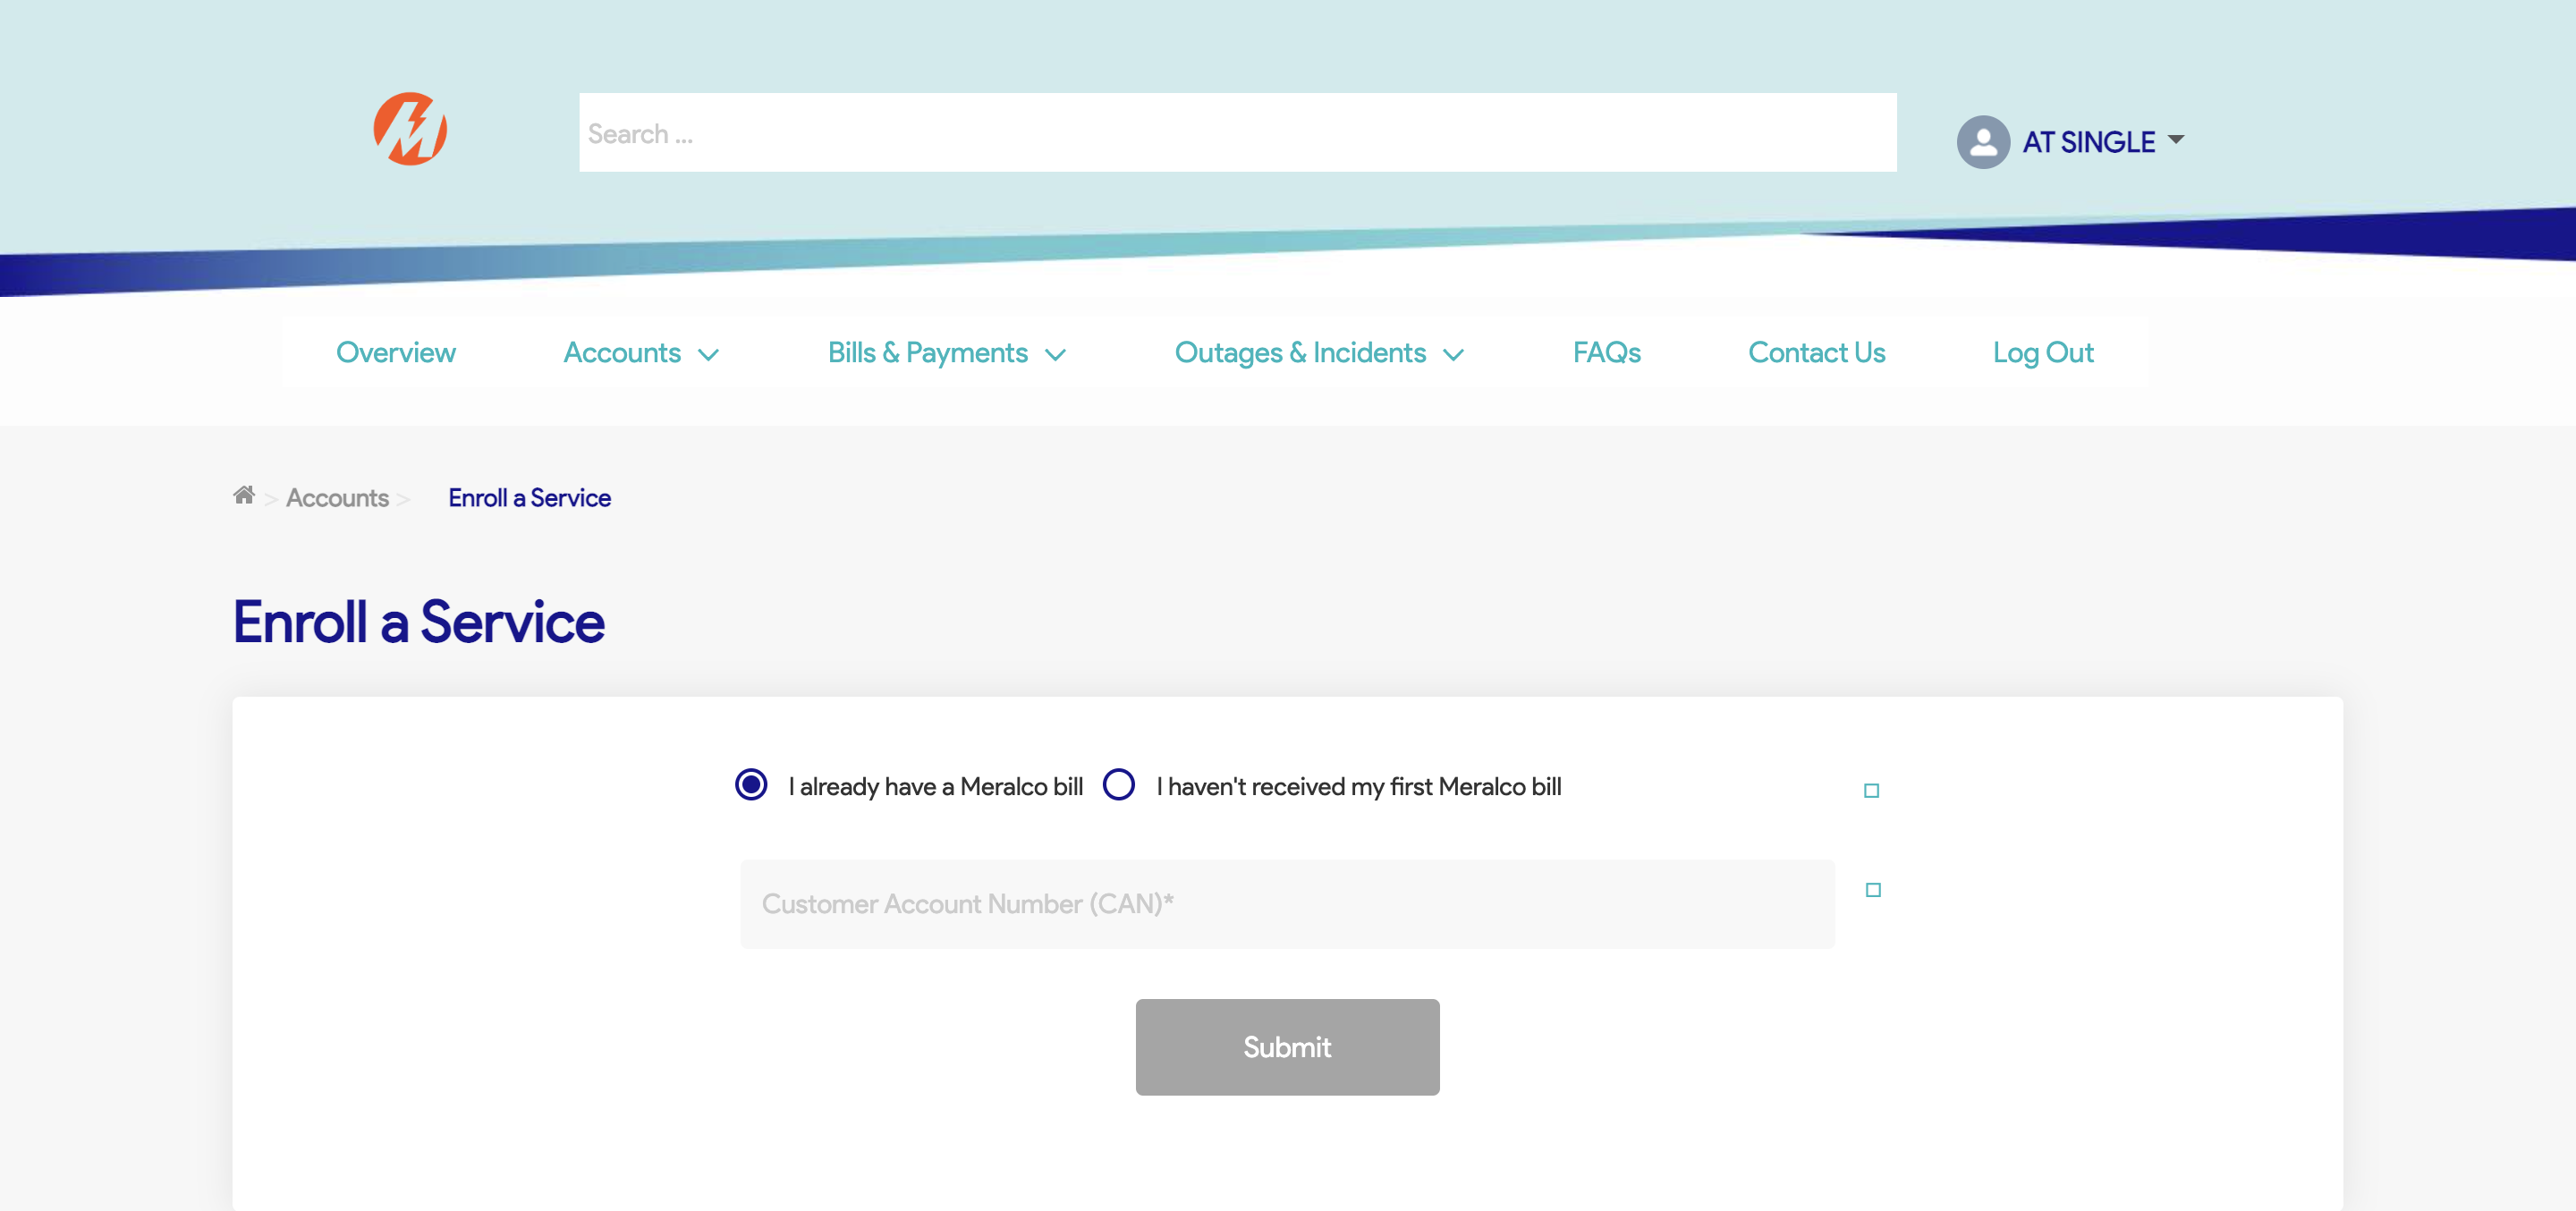 Search ...
AT SINGLE
Overview Accounts Bills & Payments Outages & Incidents FAQs Contact Us Log Out
> Accounts > Enroll a Service
Enroll a Service
I already have a Meralco bill I haven't received my first Meralco bill
Customer Account Number (CAN)*
Submit